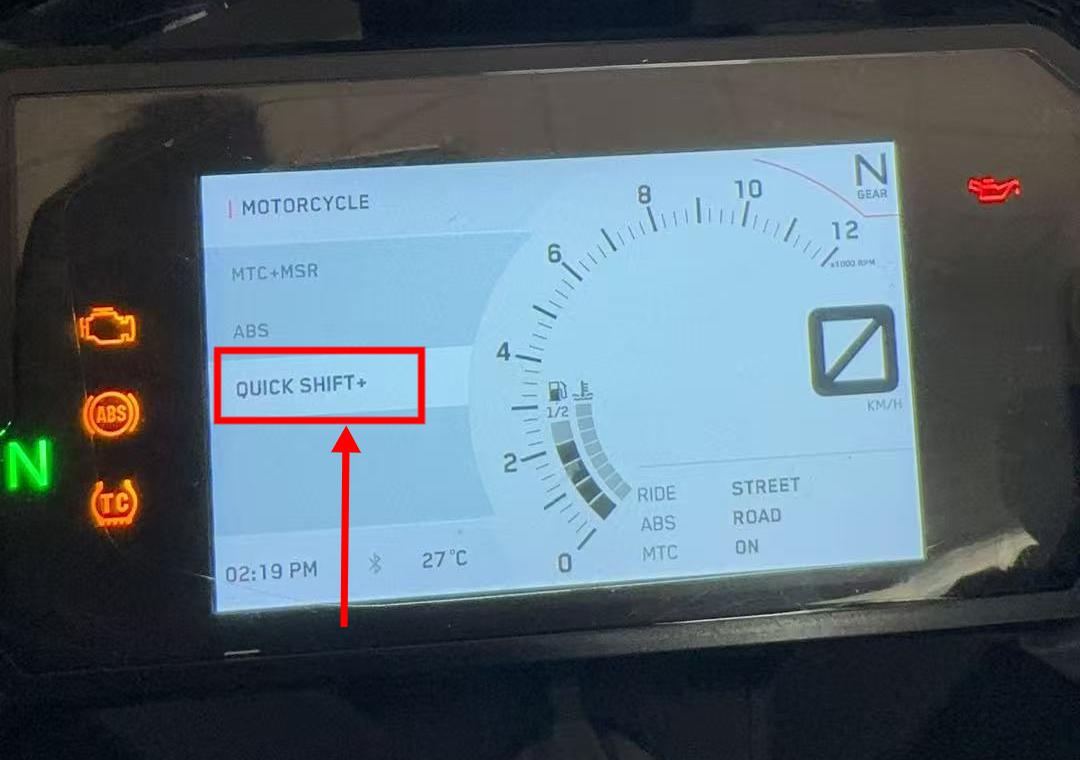 MOTORCYCLE
MTC+MSR
ABS
QUICK SHIFT+
02:19 PM
27°C
0
2
4
6
8
10
12
x1000 RPM
N
GEAR
1/2
0
KM/H
RIDE STREET
ABS ROAD
MTC ON
ABS
N
TC